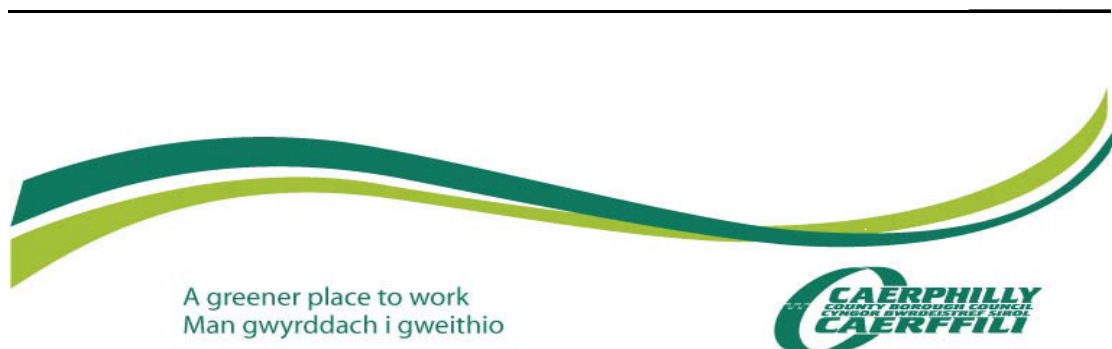 A greener place to work
Man gwyrddach i gweithio
CAERPHILLY
COUNTY BOROUGH COUNCIL
CYNGOR BWRDEISTREF SIROL
CAERFFILI